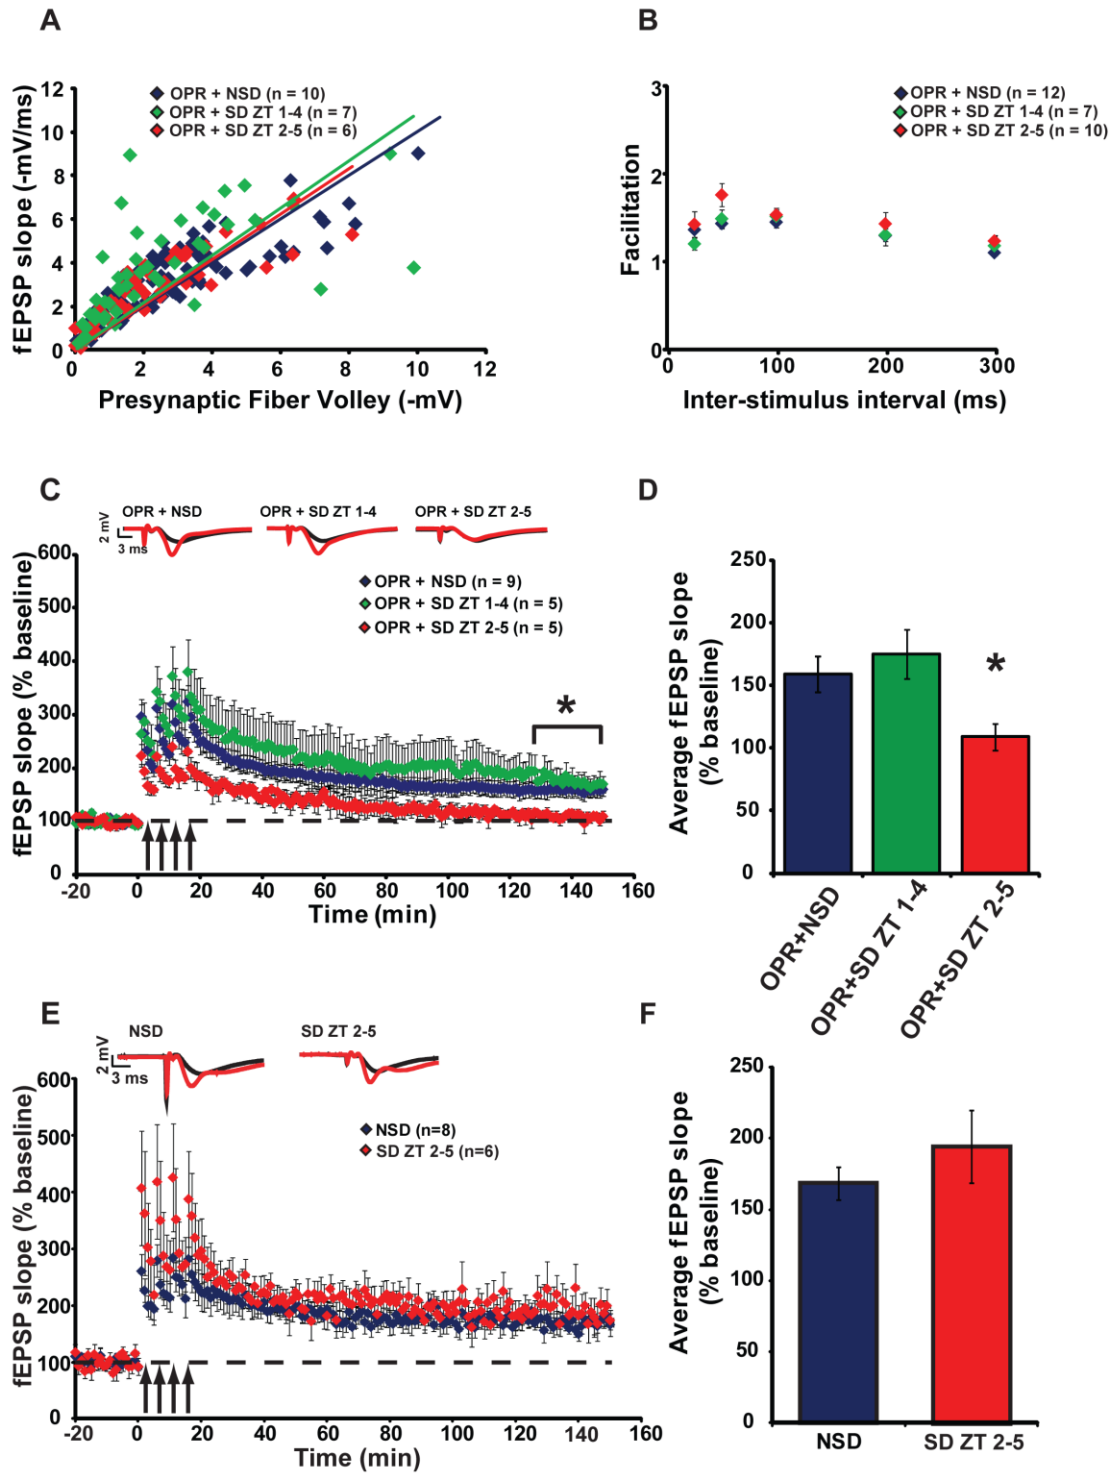 A
OPR + NSD (n = 10)
OPR + SD ZT 1-4 (n = 7)
OPR + SD ZT 2-5 (n = 6)
fEPSP slope (-mV/ms)
12
10
8
6
4
2
0
0 2 4 6 8 10 12
Presynaptic Fiber Volley (-mV)
B
OPR + NSD (n = 12)
OPR + SD ZT 1-4 (n = 7)
OPR + SD ZT 2-5 (n = 10)
Facilitation
3
2
1
0
0 100 200 300
Inter-stimulus interval (ms)
C
OPR + NSD
OPR + SD ZT 1-4
OPR + SD ZT 2-5
2 mV
3 ms
OPR + NSD (n = 9)
OPR + SD ZT 1-4 (n = 5)
OPR + SD ZT 2-5 (n = 5)
*
fEPSP slope (% baseline)
600
500
400
300
200
100
0
-20 0 20 40 60 80 100 120 140 160
Time (min)
D
Average fEPSP slope
(% baseline)
250
200
150
100
50
0
*
OPR+NSD
OPR+SD ZT 1-4
OPR+SD ZT 2-5
E
NSD
SD ZT 2-5
2 mV
3 ms
NSD (n=8)
SD ZT 2-5 (n=6)
fEPSP slope (% baseline)
600
500
400
300
200
100
0
-20 0 20 40 60 80 100 120 140 160
Time (min)
F
Average fEPSP slope
(% baseline)
250
200
150
100
50
0
NSD
SD ZT 2-5